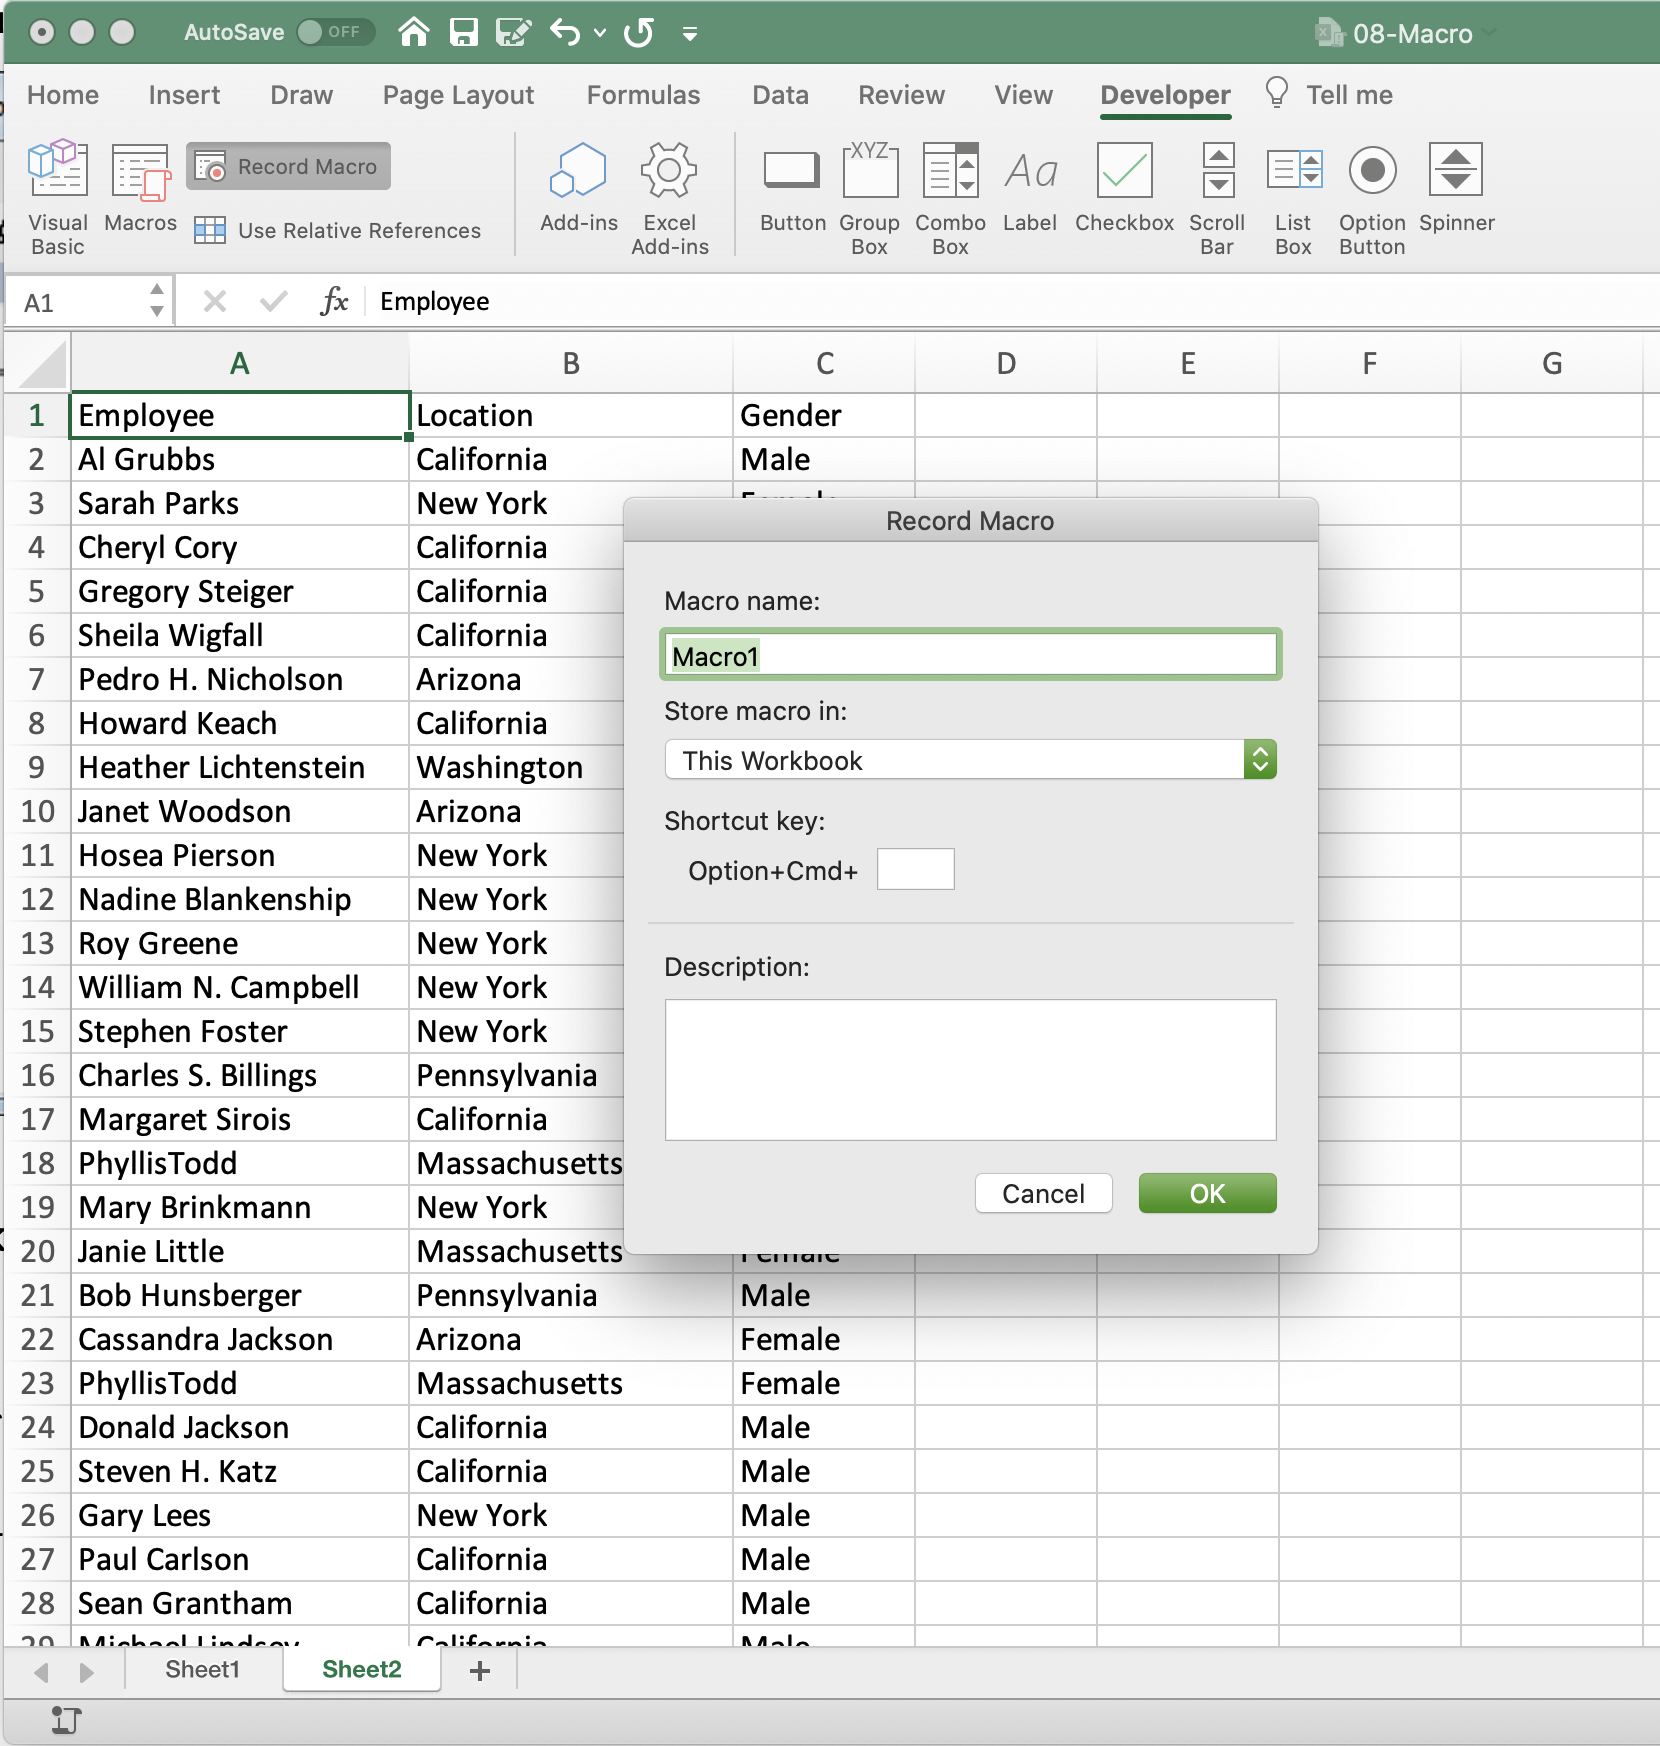 AutoSave OFF 08-Macro
Home Insert Draw Page Layout Formulas Data Review View Developer Tell me
Visual Basic
Macros
Record Macro
Use Relative References
Add-ins
Excel Add-ins
Button
XYZ
Group Box
Combo Box
Aa
Label
Checkbox
Scroll Bar
List Box
Option Button
Spinner
A1 fx Employee
A B C D E F G
1 Employee Location Gender
2 Al Grubbs California Male
3 Sarah Parks New York Female
4 Cheryl Cory California
5 Gregory Steiger California
6 Sheila Wigfall California
7 Pedro H. Nicholson Arizona
8 Howard Keach California
9 Heather Lichtenstein Washington
10 Janet Woodson Arizona
11 Hosea Pierson New York
12 Nadine Blankenship New York
13 Roy Greene New York
14 William N. Campbell New York
15 Stephen Foster New York
16 Charles S. Billings Pennsylvania
17 Margaret Sirois California
18 PhyllisTodd Massachusetts
19 Mary Brinkmann New York
20 Janie Little Massachusetts Female
21 Bob Hunsberger Pennsylvania Male
22 Cassandra Jackson Arizona Female
23 PhyllisTodd Massachusetts Female
24 Donald Jackson California Male
25 Steven H. Katz California Male
26 Gary Lees New York Male
27 Paul Carlson California Male
28 Sean Grantham California Male
29 Michael Lindsey California Male
Record Macro
Macro name:
Macro1
Store macro in:
This Workbook
Shortcut key:
Option+Cmd+
Description:
Cancel OK
Sheet1 Sheet2 +